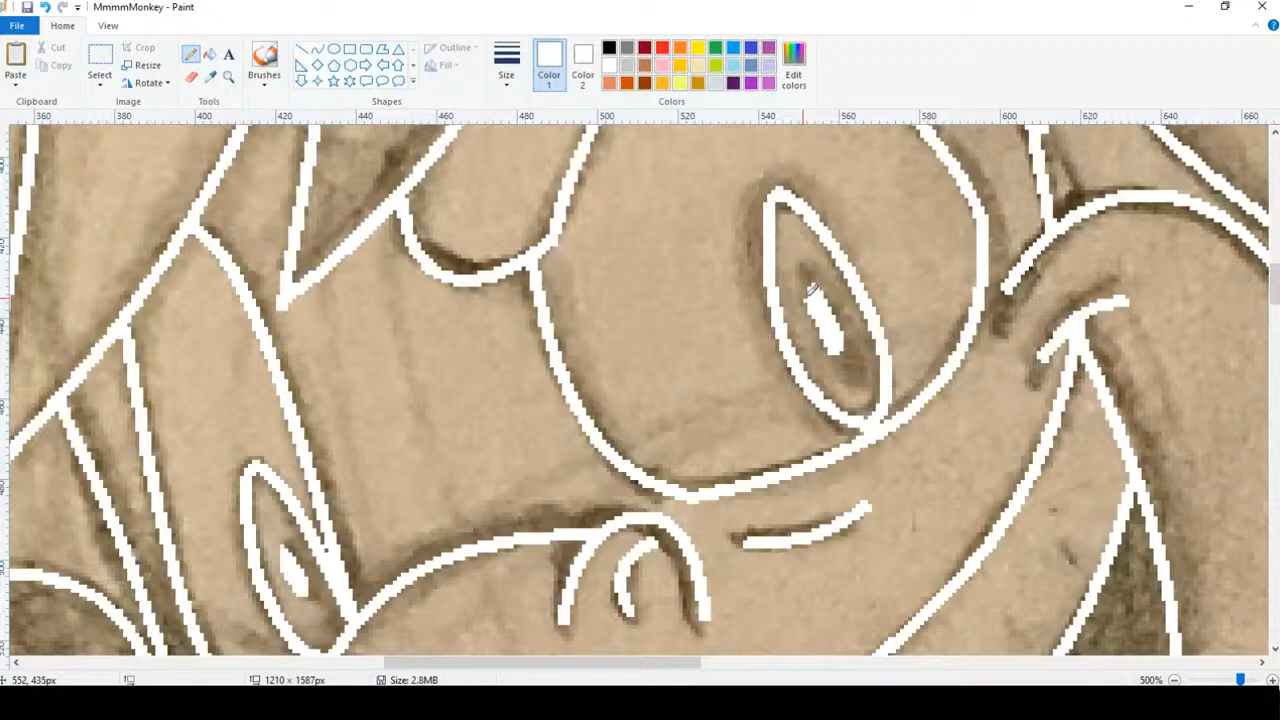 MmmmMonkey - Paint
File Home View
Cut Crop Outline
Copy Resize Fill
Paste Select Rotate Brushes Size Color 1 Color 2 Edit colors
Clipboard Image Tools Shapes Colors
360 380 400 420 440 460 480 500 520 540 560 580 600 620 640 660
552, 435px 1210 × 1587px Size: 2.8MB 500%